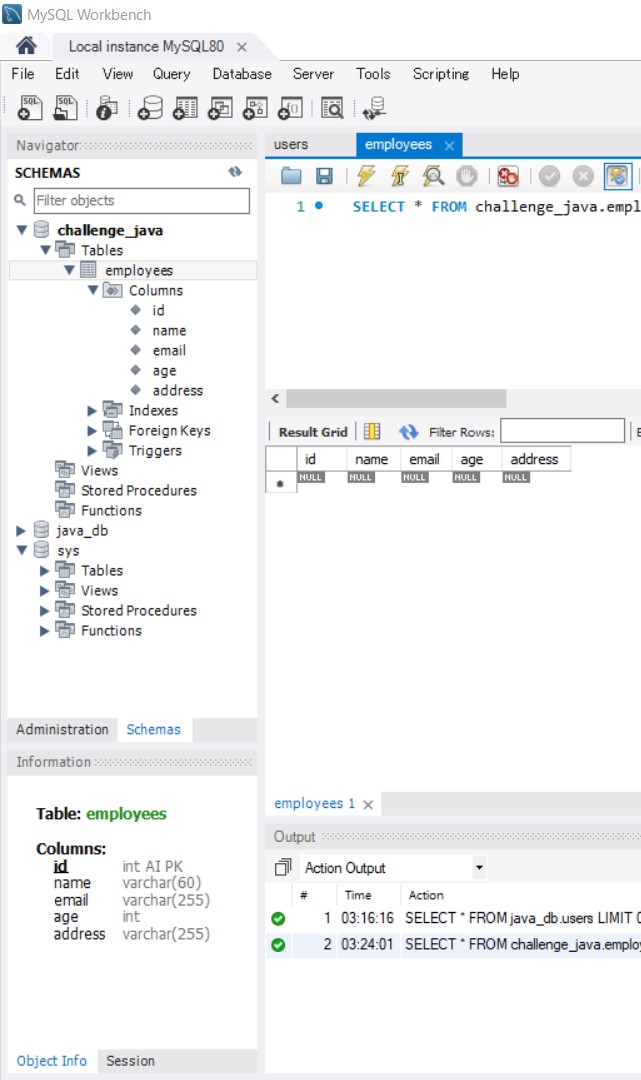 MySQL Workbench
Local instance MySQL80
File Edit View Query Database Server Tools Scripting Help
Navigator
SCHEMAS
Filter objects
challenge_java
Tables
employees
Columns
id
name
email
age
address
Indexes
Foreign Keys
Triggers
Views
Stored Procedures
Functions
java_db
sys
Tables
Views
Stored Procedures
Functions
Administration Schemas
Information
Table: employees
Columns:
id int AI PK
name varchar(60)
email varchar(255)
age int
address varchar(255)
Object Info Session
users employees
1 SELECT * FROM challenge_java.empl
Result Grid Filter Rows: E
id name email age address
NULL NULL NULL NULL NULL
employees 1
Output
Action Output
# Time Action
1 03:16:16 SELECT * FROM java_db.users LIMIT 0
2 03:24:01 SELECT * FROM challenge_java.employ